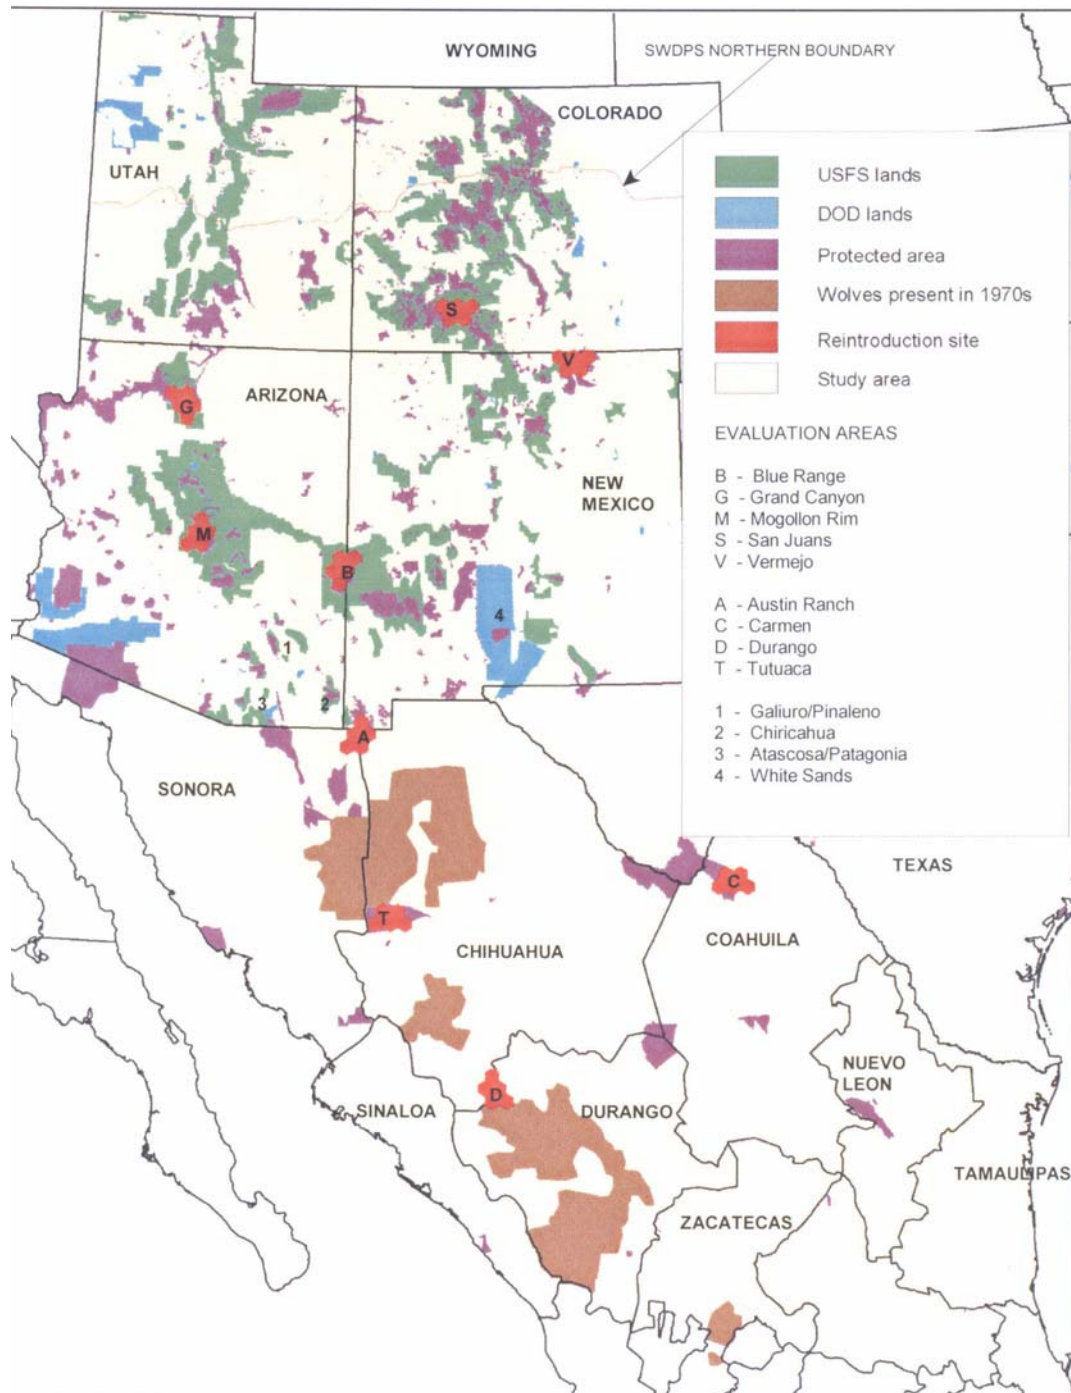 WYOMING
SWDPS NORTHERN BOUNDARY
COLORADO
UTAH
USFS lands
DOD lands
Protected area
Wolves present in 1970s
Reintroduction site
Study area
S
V
ARIZONA
G
EVALUATION AREAS
B - Blue Range
G - Grand Canyon
M - Mogollon Rim
S - San Juans
V - Vermejo
A - Austin Ranch
C - Carmen
D - Durango
T - Tutuaca
1 - Galiuro/Pinaleno
2 - Chiricahua
3 - Atascosa/Patagonia
4 - White Sands
NEW
MEXICO
M
B
4
1
3
2
A
SONORA
TEXAS
C
T
CHIHUAHUA
COAHUILA
NUEVO
LEON
D
SINALOA
DURANGO
TAMAULIPAS
ZACATECAS